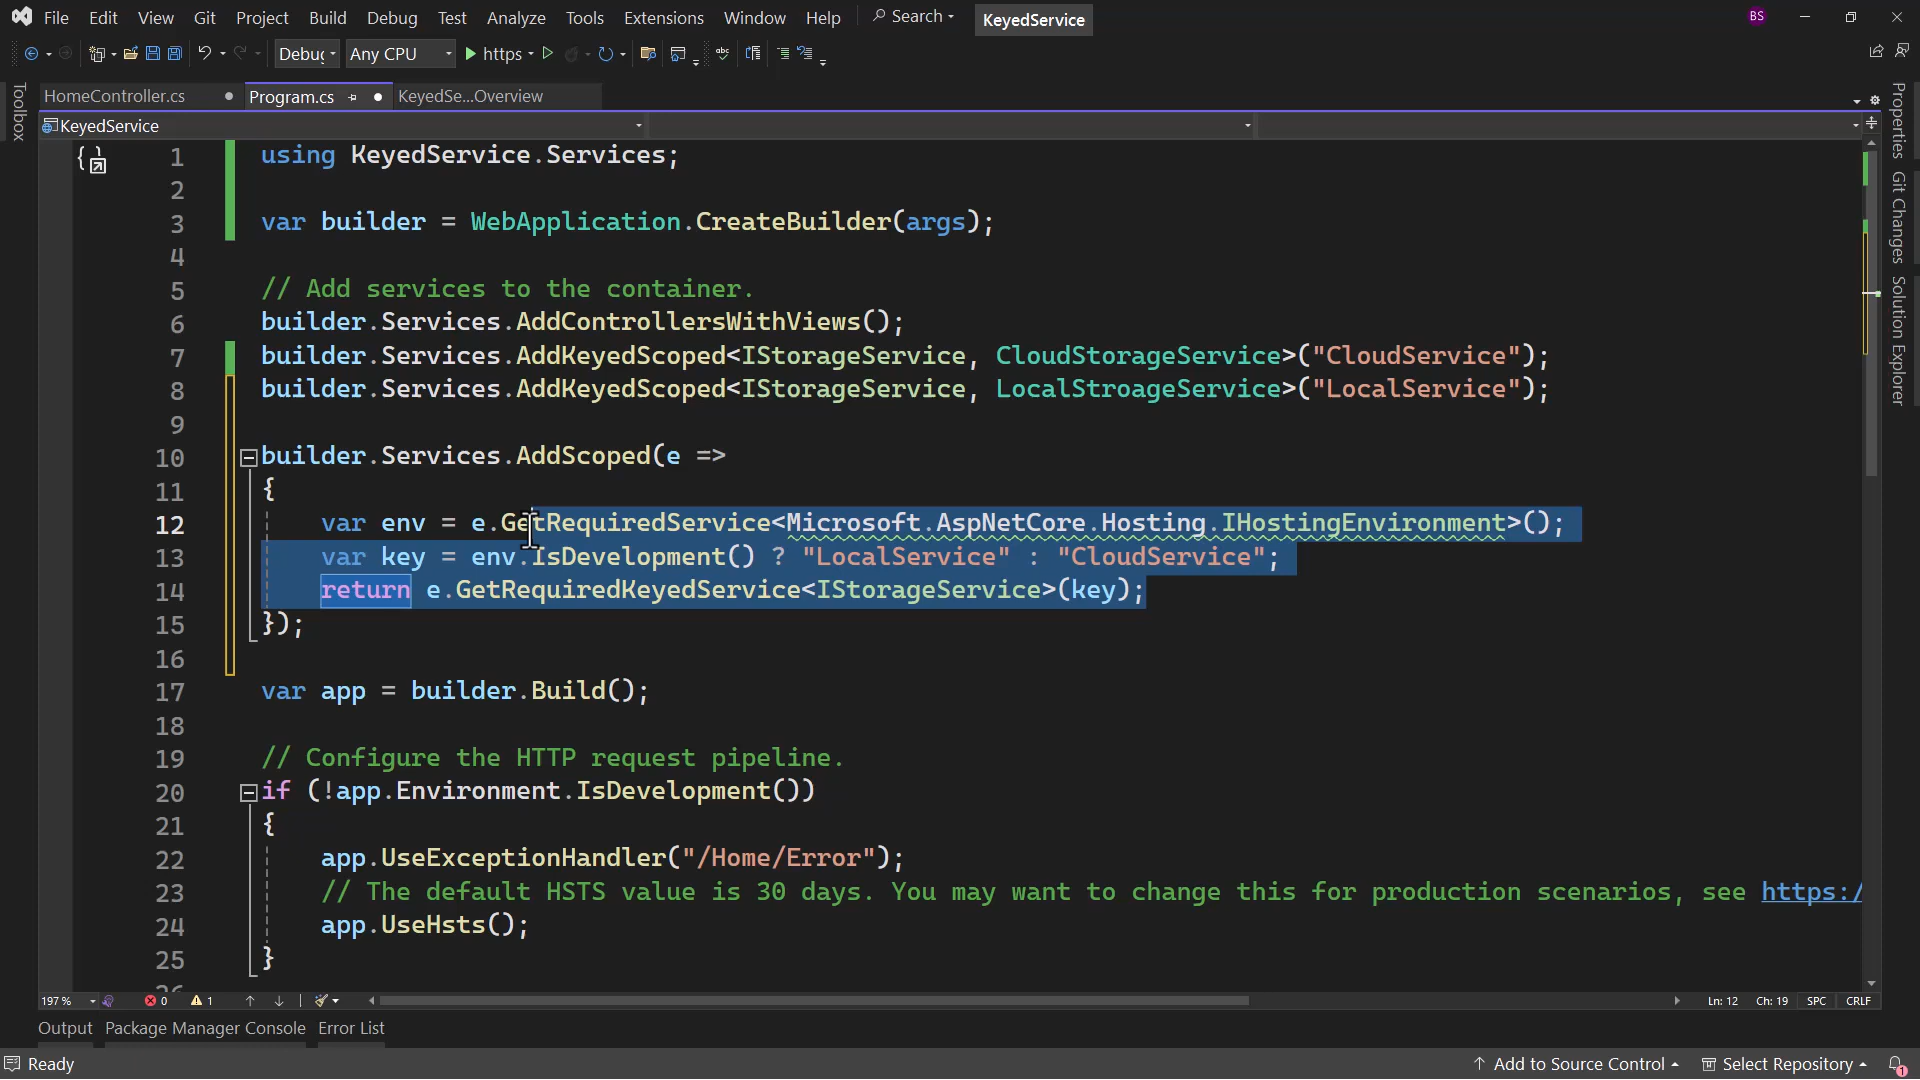 File Edit View Git Project Build Debug Test Analyze Tools Extensions Window Help Search KeyedService BS
Debug Any CPU https
HomeController.cs Program.cs KeyedSe...Overview
KeyedService
1 using KeyedService.Services;
2
3 var builder = WebApplication.CreateBuilder(args);
4
5 // Add services to the container.
6 builder.Services.AddControllersWithViews();
7 builder.Services.AddKeyedScoped<IStorageService, CloudStorageService>("CloudService");
8 builder.Services.AddKeyedScoped<IStorageService, LocalStroageService>("LocalService");
9
10 builder.Services.AddScoped(e =>
11 {
12 var env = e.GetRequiredService<Microsoft.AspNetCore.Hosting.IHostingEnvironment>();
13 var key = env.IsDevelopment() ? "LocalService" : "CloudService";
14 return e.GetRequiredKeyedService<IStorageService>(key);
15 });
16
17 var app = builder.Build();
18
19 // Configure the HTTP request pipeline.
20 if (!app.Environment.IsDevelopment())
21 {
22 app.UseExceptionHandler("/Home/Error");
23 // The default HSTS value is 30 days. You may want to change this for production scenarios, see https:/
24 app.UseHsts();
25 }
197 % 0 1 Ln: 12 Ch: 19 SPC CRLF
Output Package Manager Console Error List
Ready Add to Source Control Select Repository 1
Toolbox
Properties
Git Changes
Solution Explorer